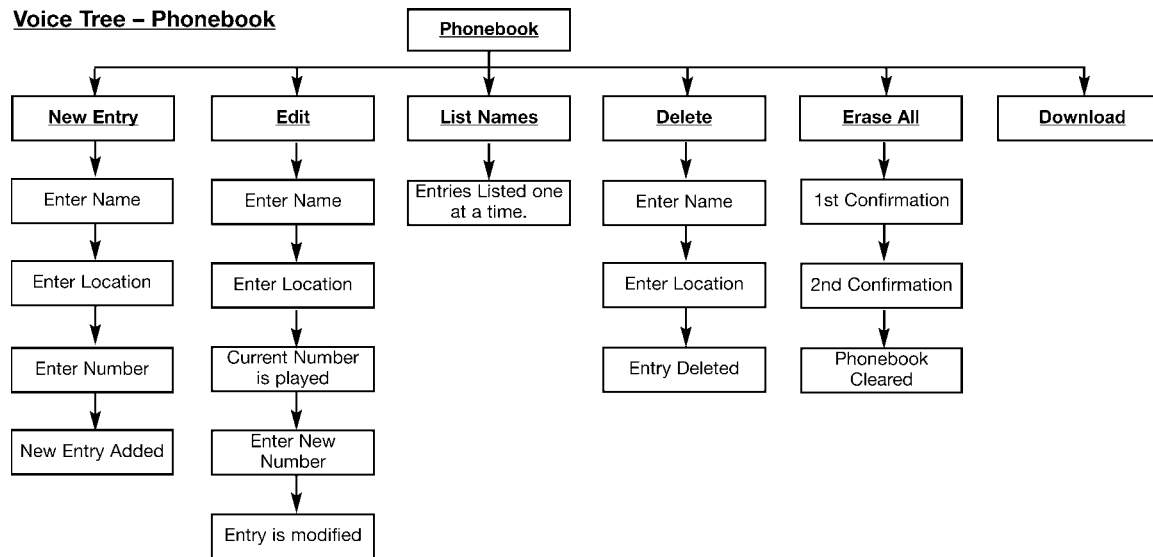 Voice Tree – Phonebook
Phonebook
New Entry
Edit
List Names
Delete
Erase All
Download
Enter Name
Enter Name
Entries Listed one
at a time.
Enter Name
1st Confirmation
Enter Location
Enter Location
Enter Location
2nd Confirmation
Enter Number
Current Number
is played
Entry Deleted
Phonebook
Cleared
New Entry Added
Enter New
Number
Entry is modified